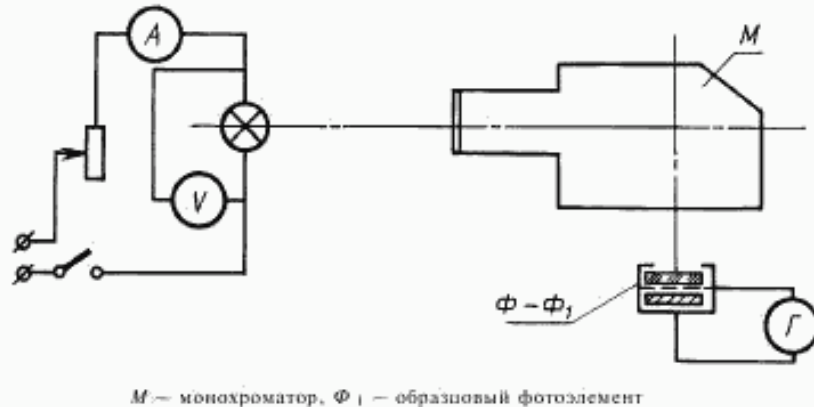 А
М
V
Ф – Ф₁
Г
М — монохроматор, Ф₁ — образцовый фотоэлемент